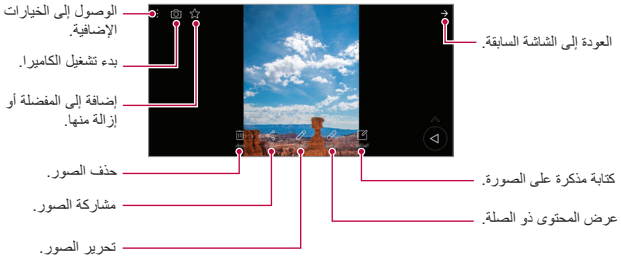 الوصول إلى الخيارات
الإضافية.
العودة إلى الشاشة السابقة.
بدء تشغيل الكاميرا.
إضافة إلى المفضلة أو
إزالة منها.
حذف الصور.
كتابة مذكرة على الصورة.
مشاركة الصور.
عرض المحتوى ذو الصلة.
تحرير الصور.